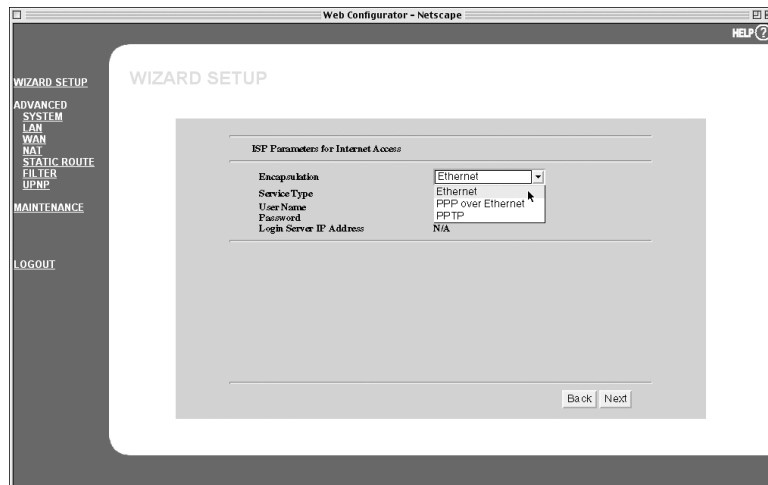 Web Configurator - Netscape
HELP ?
WIZARD SETUP
ADVANCED
SYSTEM
LAN
WAN
NAT
STATIC ROUTE
FILTER
UPNP
MAINTENANCE
LOGOUT
WIZARD SETUP
ISP Parameters for Internet Access
Encapsulation Ethernet
Service Type Ethernet
User Name PPP over Ethernet
Password PPTP
Login Server IP Address N/A
Back Next